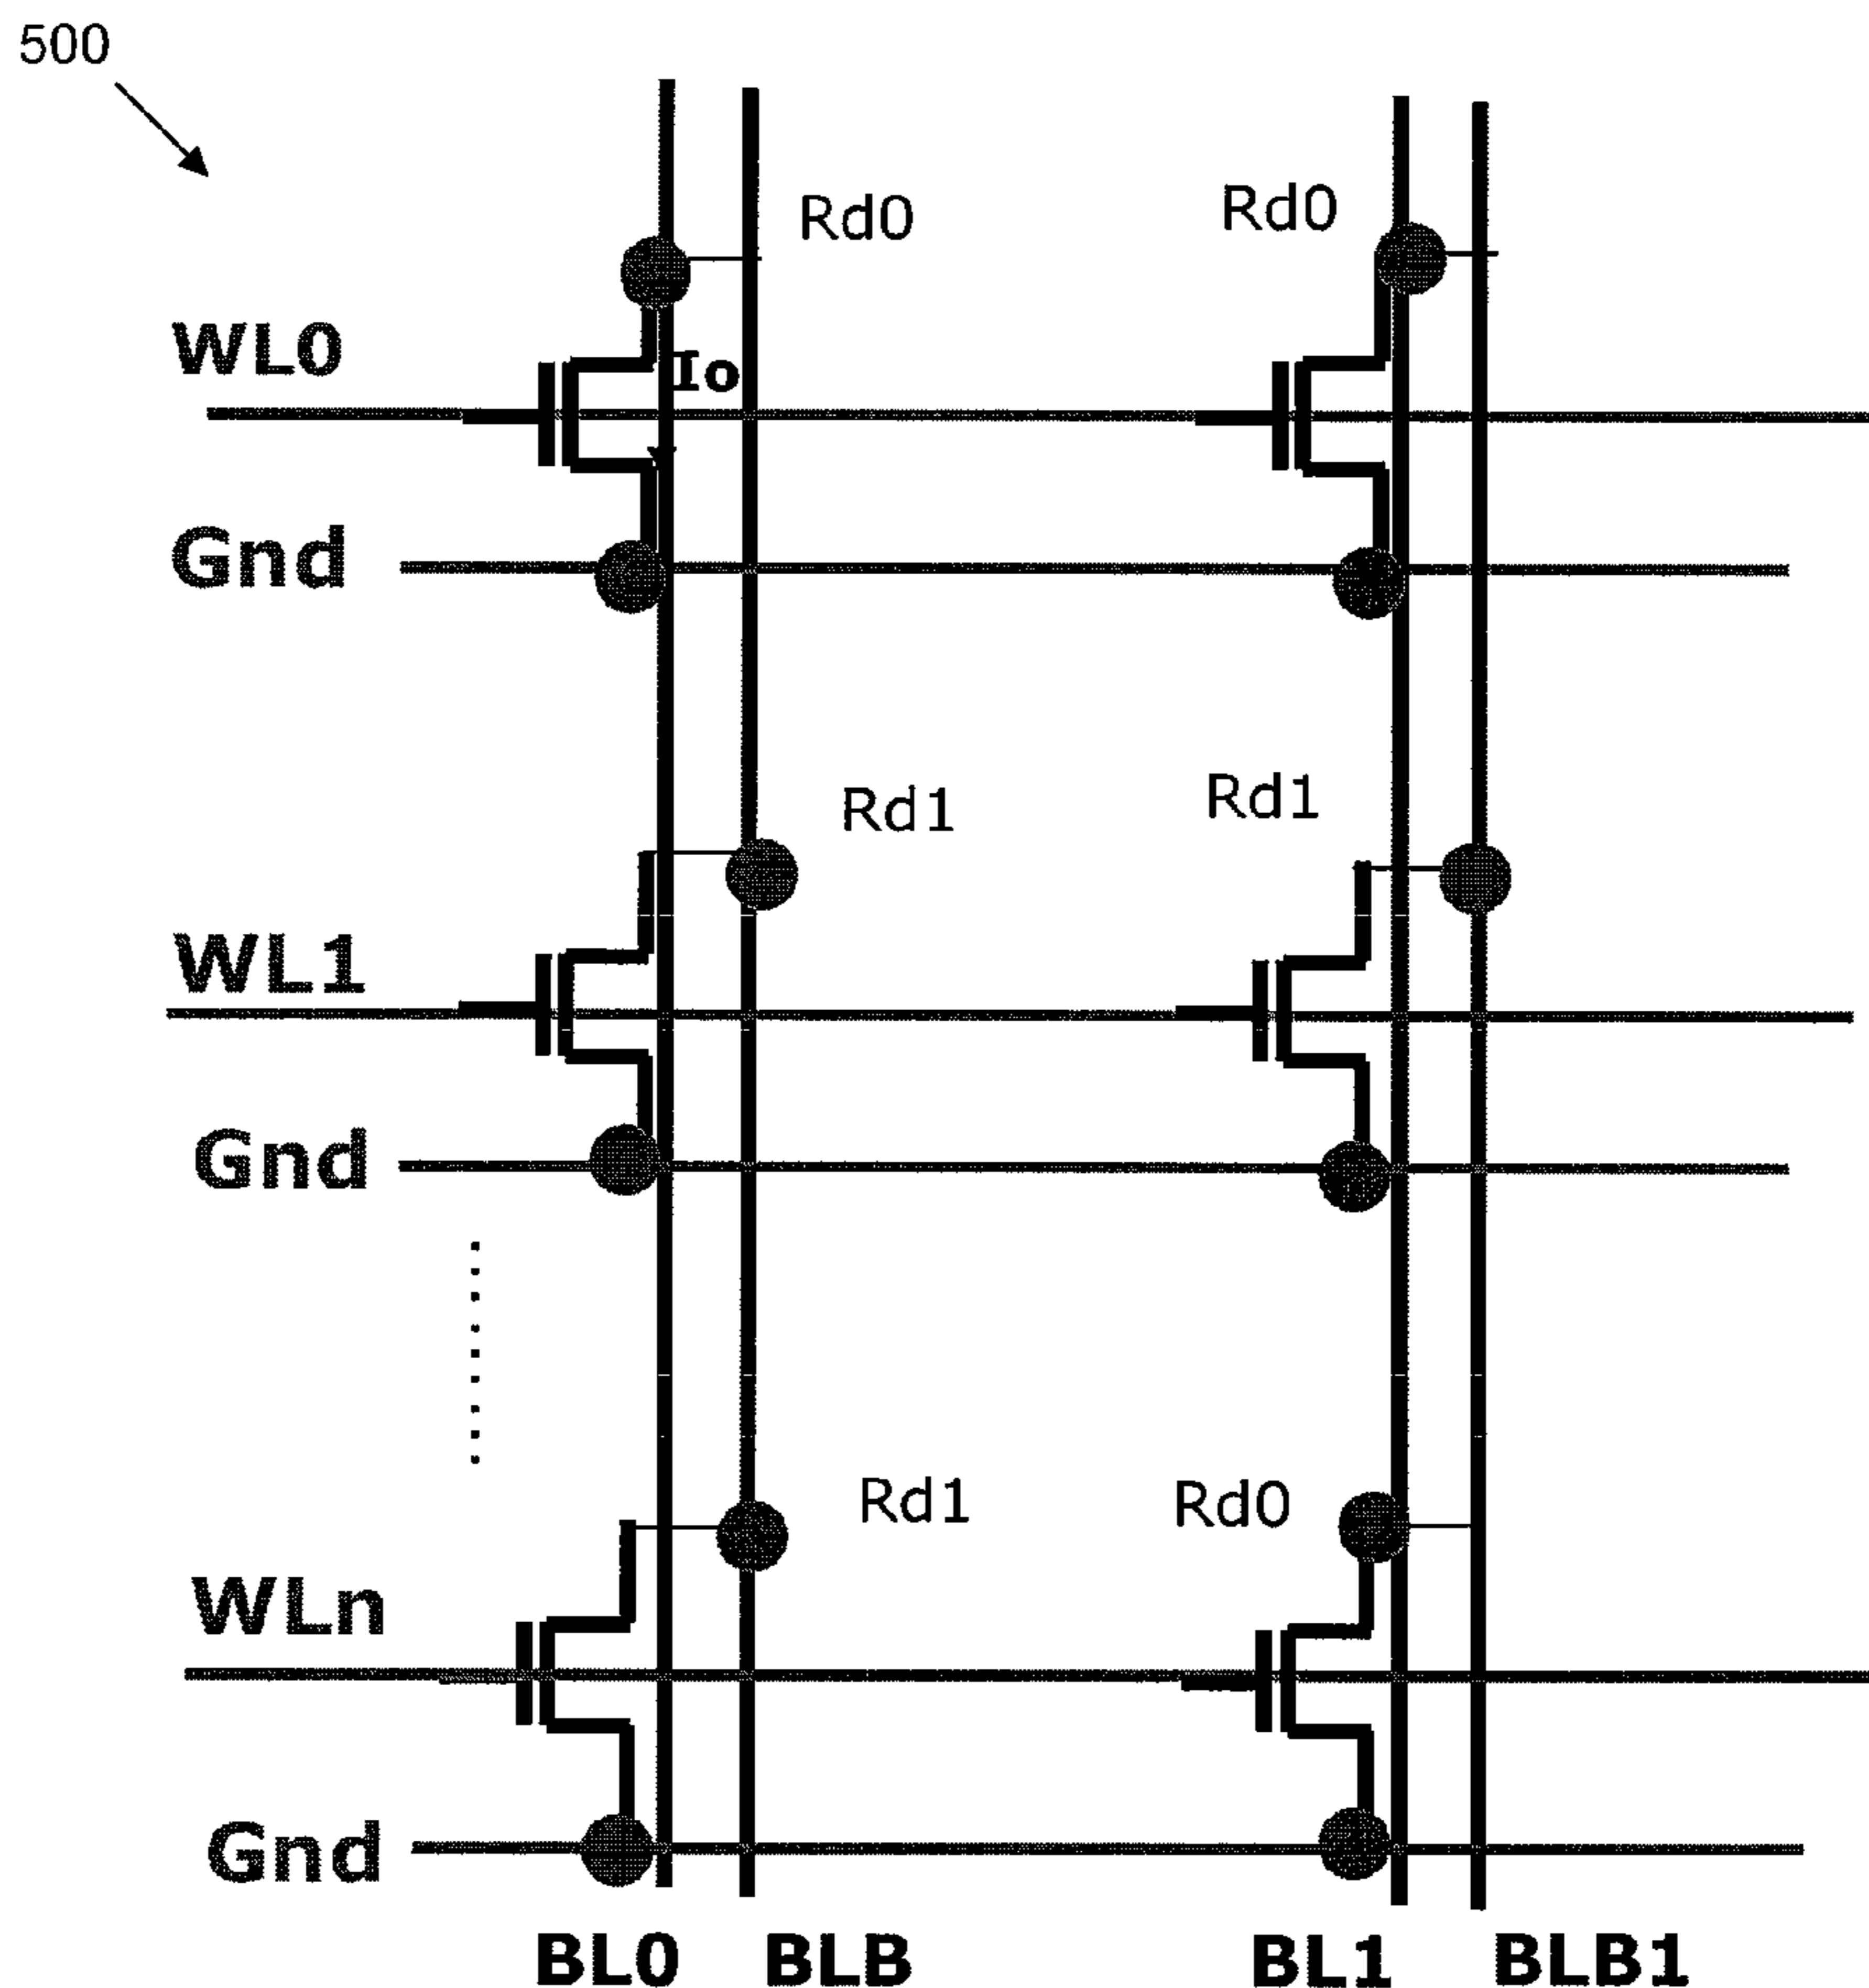 500
Rd0 Rd0
WL0
Io
Gnd
Rd1 Rd1
WL1
Gnd
Rd1 Rd0
WLn
Gnd
BL0 BLB BL1 BLB1